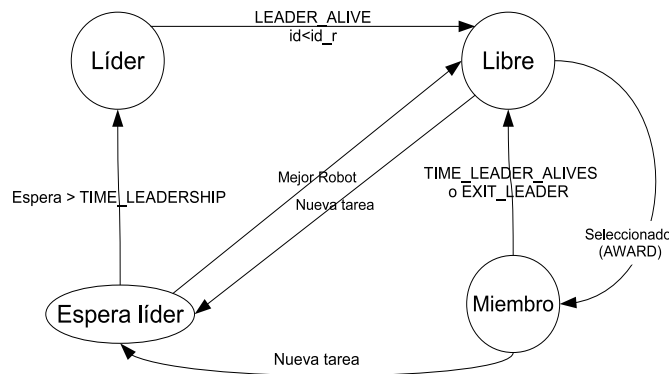 LEADER_ALIVE
id<id_r
Líder
Libre
Mejor Robot
Nueva tarea
TIME_LEADER_ALIVES
o EXIT_LEADER
Espera > TIME_LEADERSHIP
Seleccionado
(AWARD)
Espera líder
Miembro
Nueva tarea